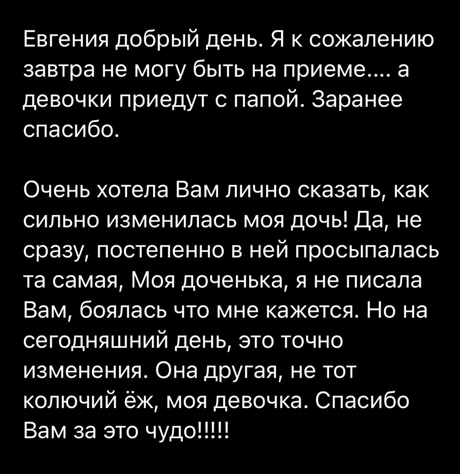 Евгения добрый день. Я к сожалению
завтра не могу быть на приеме.... а
девочки приедут с папой. Заранее
спасибо.
Очень хотела Вам лично сказать, как
сильно изменилась моя дочь! Да, не
сразу, постепенно в ней просыпалась
та самая, Моя доченька, я не писала
Вам, боялась что мне кажется. Но на
сегодняшний день, это точно
изменения. Она другая, не тот
колючий ёж, моя девочка. Спасибо
Вам за это чудо!!!!!